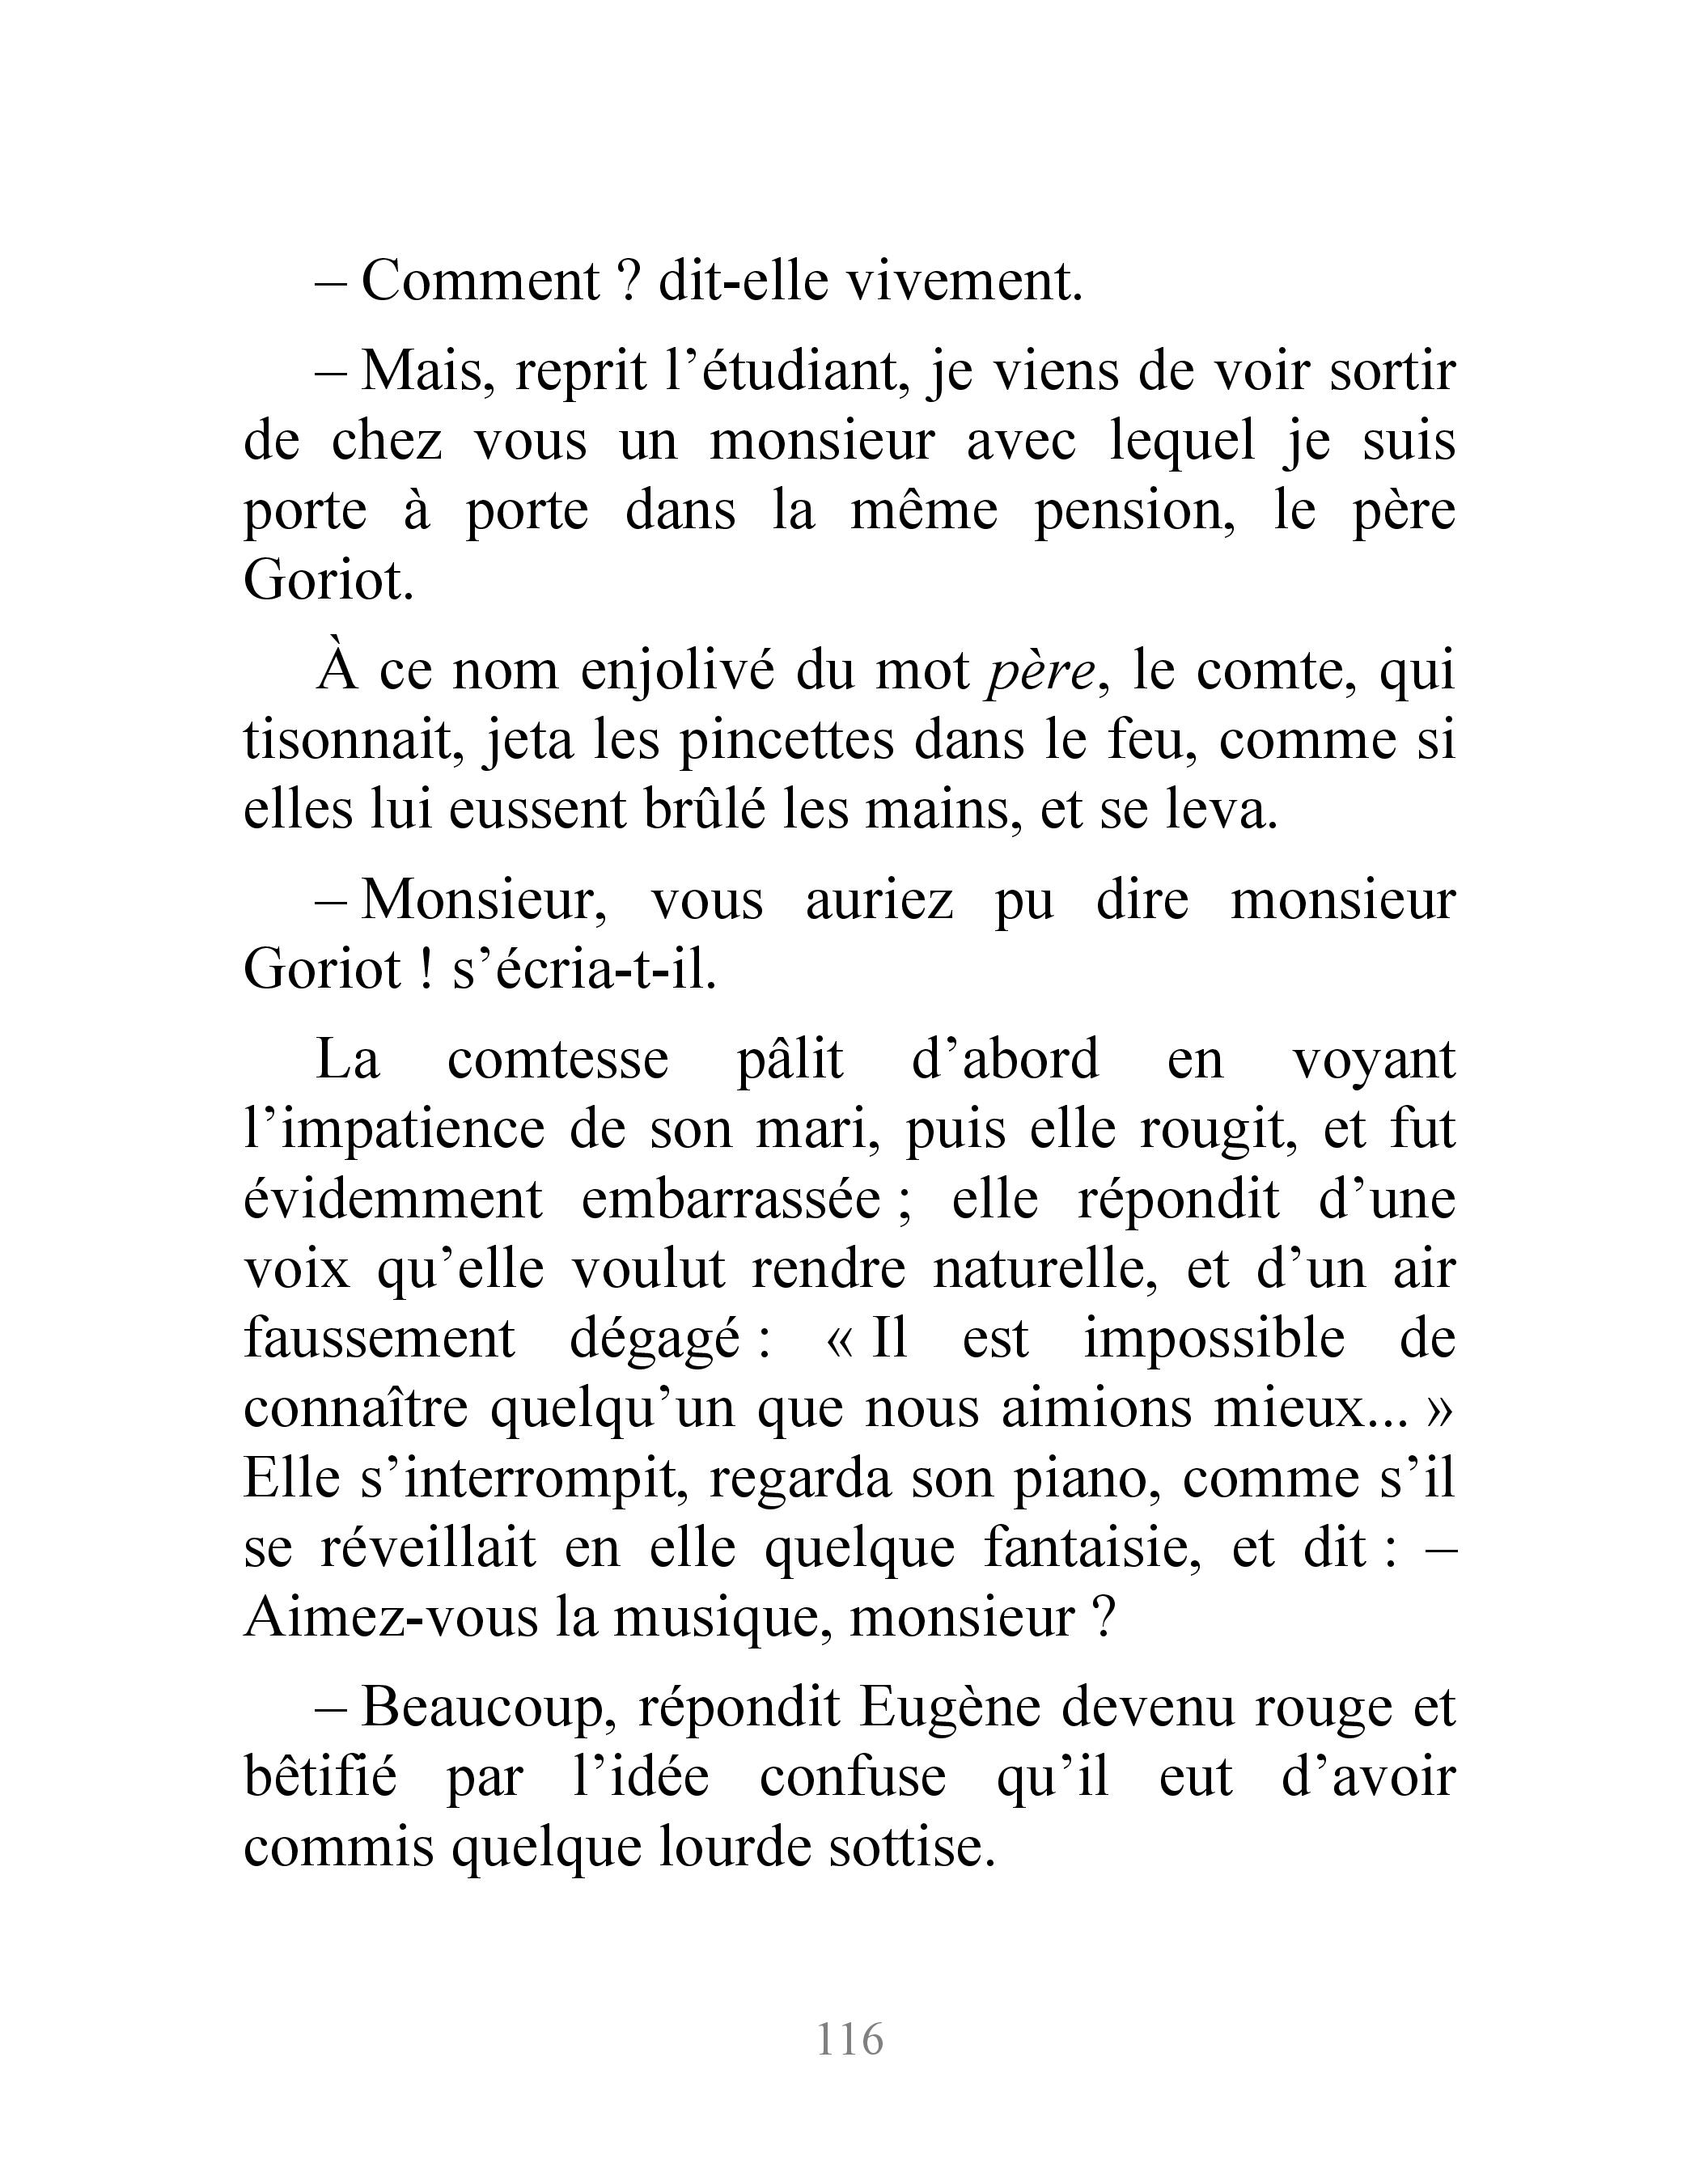 – Comment ? dit-elle vivement.
– Mais, reprit l’étudiant, je viens de voir sortir
de chez vous un monsieur avec lequel je suis
porte à porte dans la même pension, le père
Goriot.
À ce nom enjolivé du mot père, le comte, qui
tisonnait, jeta les pincettes dans le feu, comme si
elles lui eussent brûlé les mains, et se leva.
– Monsieur, vous auriez pu dire monsieur
Goriot ! s’écria-t-il.
La comtesse pâlit d’abord en voyant
l’impatience de son mari, puis elle rougit, et fut
évidemment embarrassée ; elle répondit d’une
voix qu’elle voulut rendre naturelle, et d’un air
faussement dégagé : « Il est impossible de
connaître quelqu’un que nous aimions mieux... »
Elle s’interrompit, regarda son piano, comme s’il
se réveillait en elle quelque fantaisie, et dit : –
Aimez-vous la musique, monsieur ?
– Beaucoup, répondit Eugène devenu rouge et
bêtifié par l’idée confuse qu’il eut d’avoir
commis quelque lourde sottise.
116